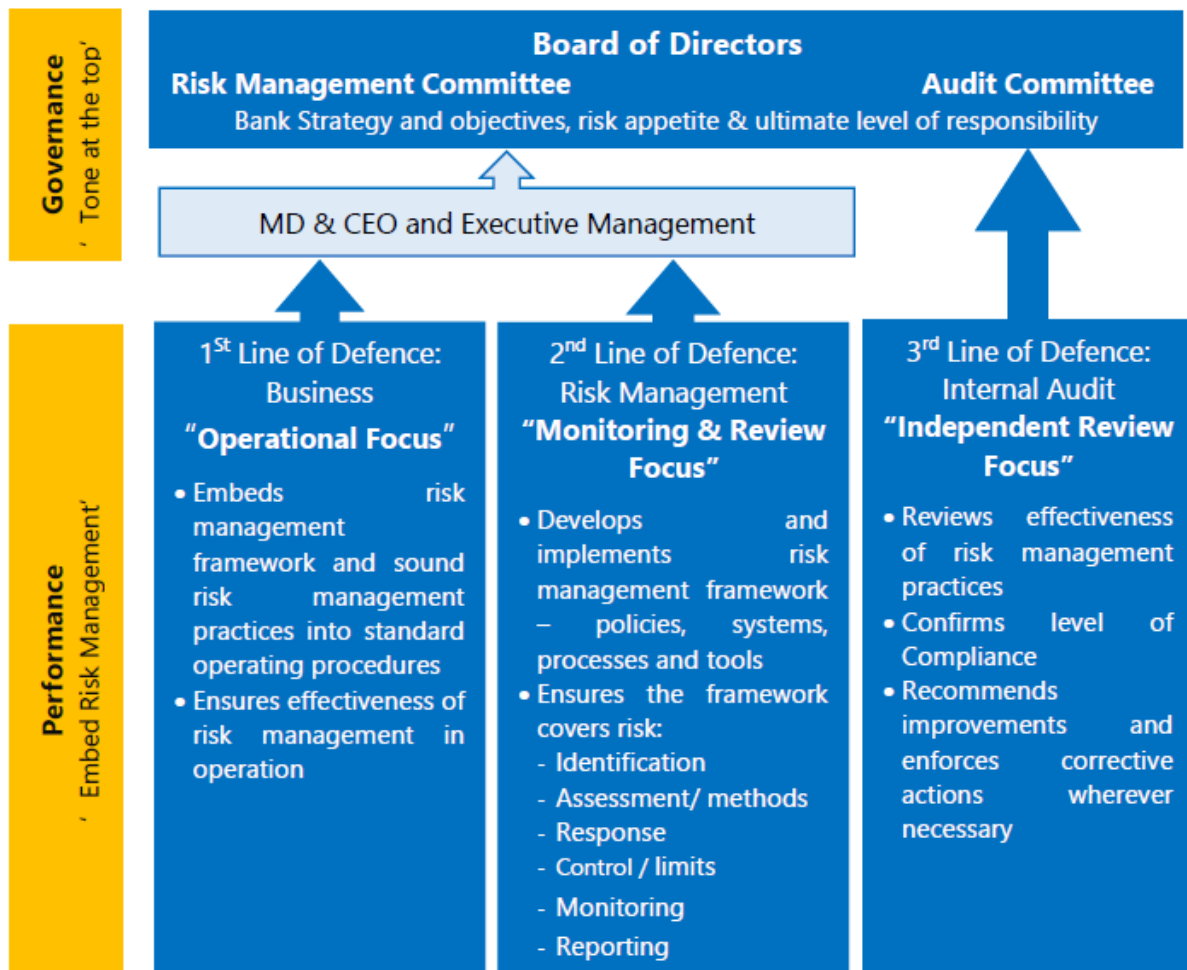 Governance
' Tone at the top'
Board of Directors
Risk Management Committee
Audit Committee
Bank Strategy and objectives, risk appetite & ultimate level of responsibility
MD & CEO and Executive Management
Performance
' Embed Risk Management'
1St Line of Defence:
Business
"Operational Focus"
• Embeds risk
management
framework and sound
risk management
practices into standard
operating procedures
• Ensures effectiveness of
risk management in
operation
2nd Line of Defence:
Risk Management
"Monitoring & Review
Focus"
• Develops and
implements risk
management framework
– policies, systems,
processes and tools
• Ensures the framework
covers risk:
- Identification
- Assessment/ methods
- Response
- Control / limits
- Monitoring
- Reporting
3rd Line of Defence:
Internal Audit
"Independent Review
Focus"
• Reviews effectiveness
of risk management
practices
• Confirms level of
Compliance
• Recommends
improvements and
enforces corrective
actions wherever
necessary